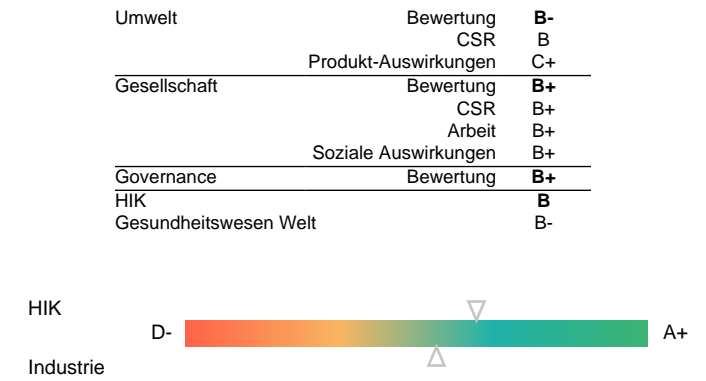 Umwelt Bewertung B-
CSR B
Produkt-Auswirkungen C+
Gesellschaft Bewertung B+
CSR B+
Arbeit B+
Soziale Auswirkungen B+
Governance Bewertung B+
HIK B
Gesundheitswesen Welt B-
HIK
D- A+
Industrie